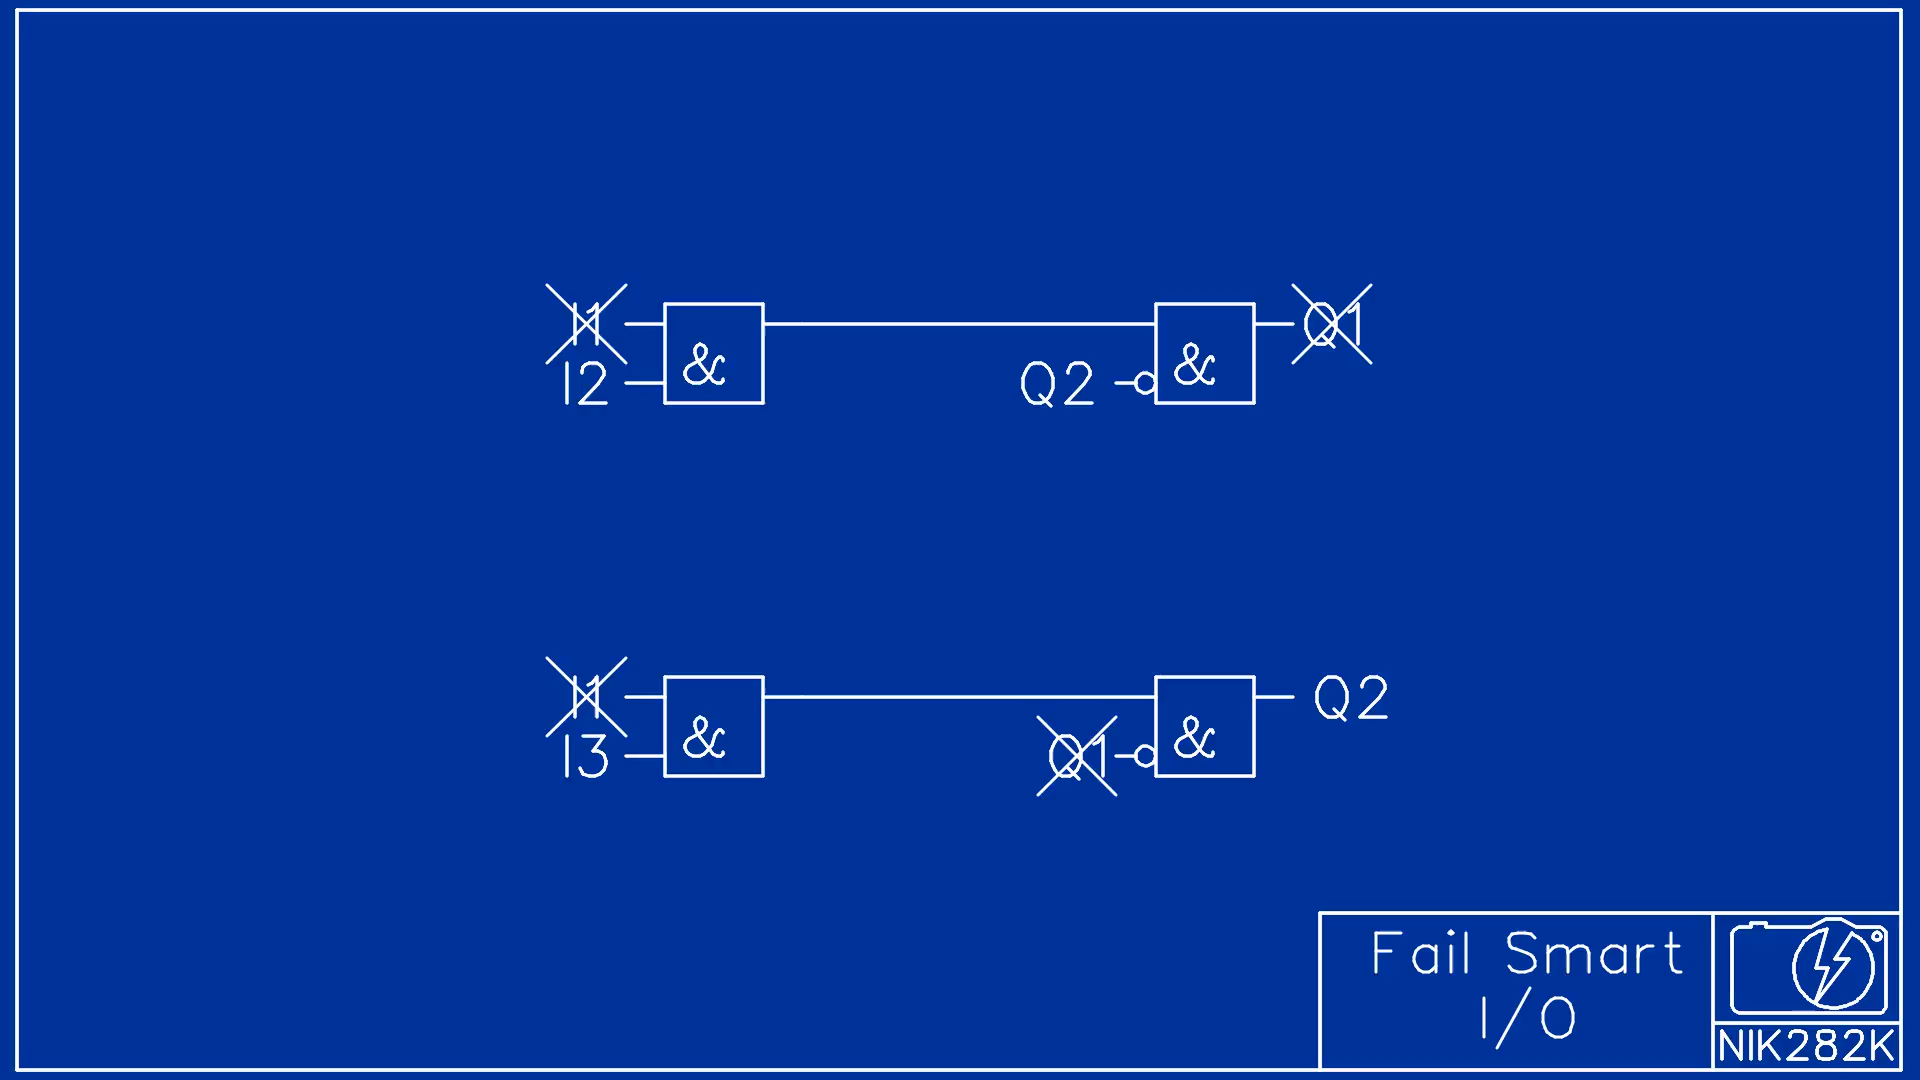 I1
I2
&
Q2
&
Q1
I1
I3
&
Q1
&
Q2
Fail Smart
I/O
NIK282K